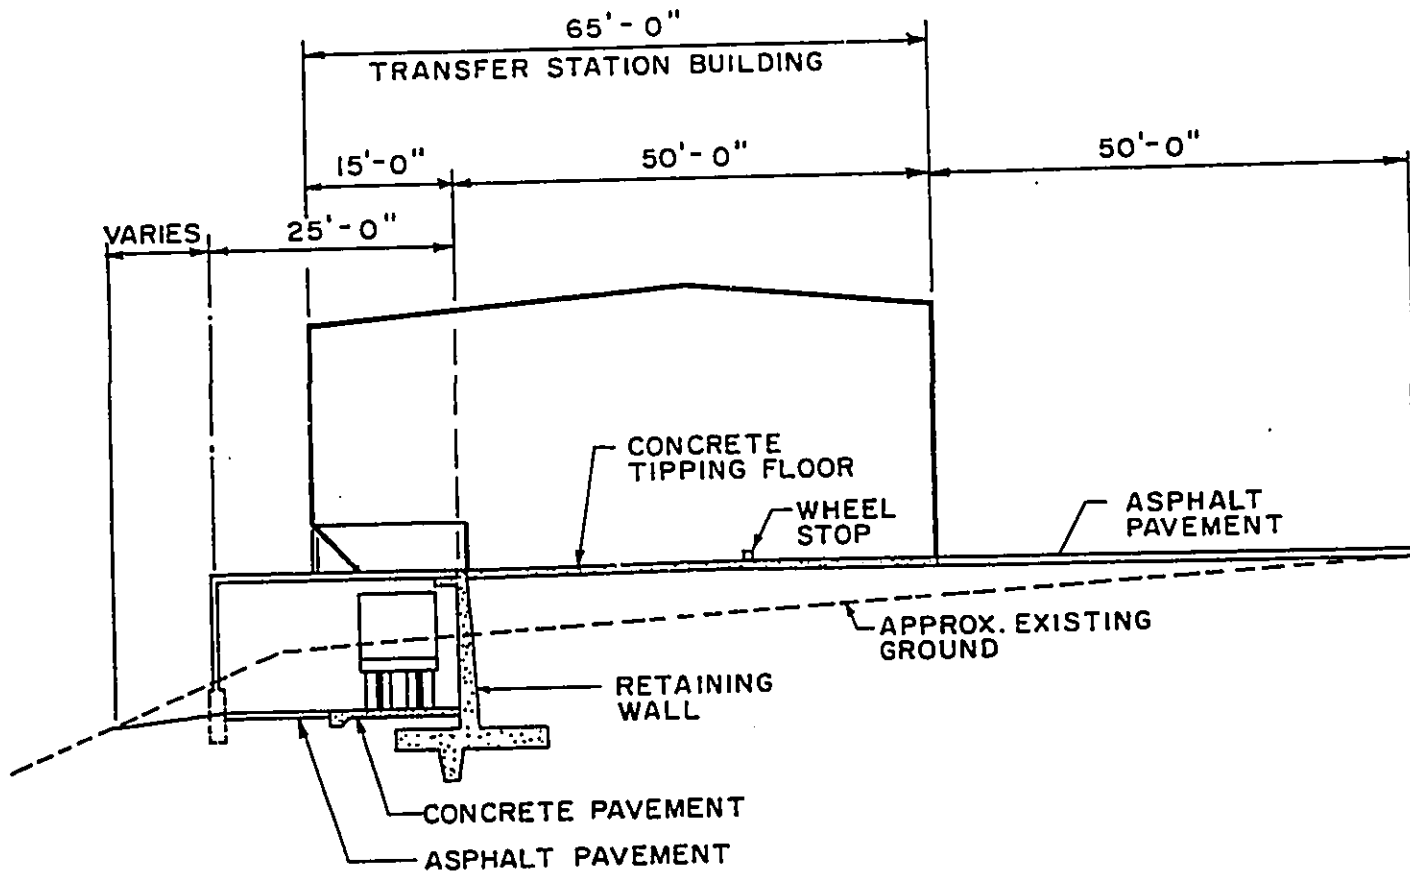 65'-0"
TRANSFER STATION BUILDING
15'-0"
50'-0"
50'-0"
VARIES
25'-0"
CONCRETE
TIPPING FLOOR
WHEEL
STOP
ASPHALT
PAVEMENT
APPROX. EXISTING
GROUND
RETAINING
WALL
CONCRETE PAVEMENT
ASPHALT PAVEMENT